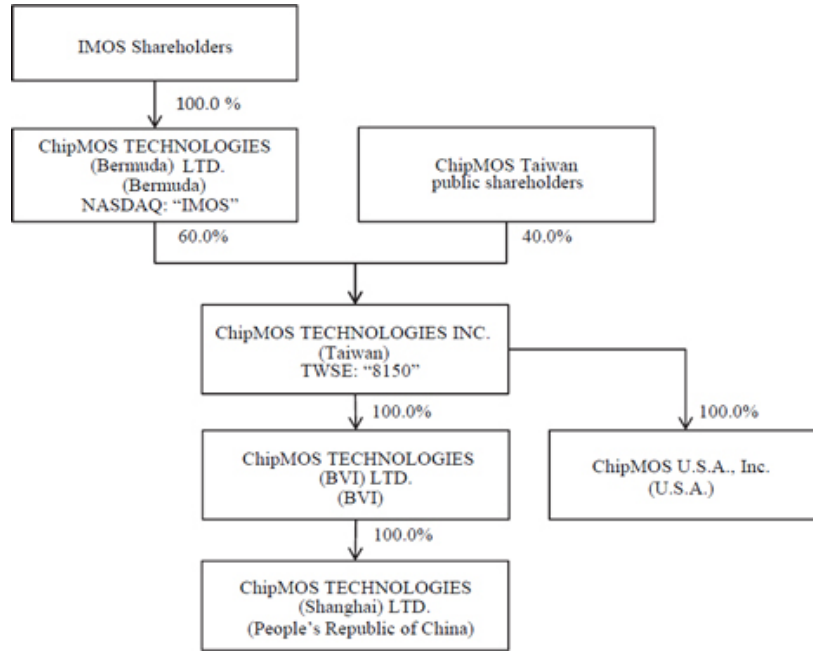 IMOS Shareholders
100.0 %
ChipMOS TECHNOLOGIES
(Bermuda) LTD.
(Bermuda)
NASDAQ: “IMOS”
ChipMOS Taiwan
public shareholders
60.0%
40.0%
ChipMOS TECHNOLOGIES INC.
(Taiwan)
TWSE: “8150”
100.0%
100.0%
ChipMOS TECHNOLOGIES
(BVI) LTD.
(BVI)
ChipMOS U.S.A., Inc.
(U.S.A.)
100.0%
ChipMOS TECHNOLOGIES
(Shanghai) LTD.
(People’s Republic of China)